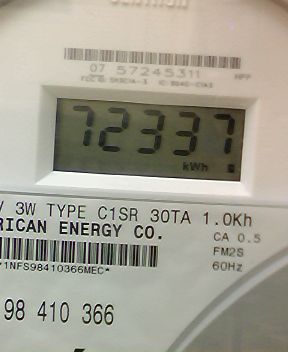 07 57245311
72337
kWh
3W TYPE C1SR 30TA 1.0Kh
RICAN ENERGY CO.
CA 0.5
FM2S
60Hz
1NFS98410366MEC*
98 410 366